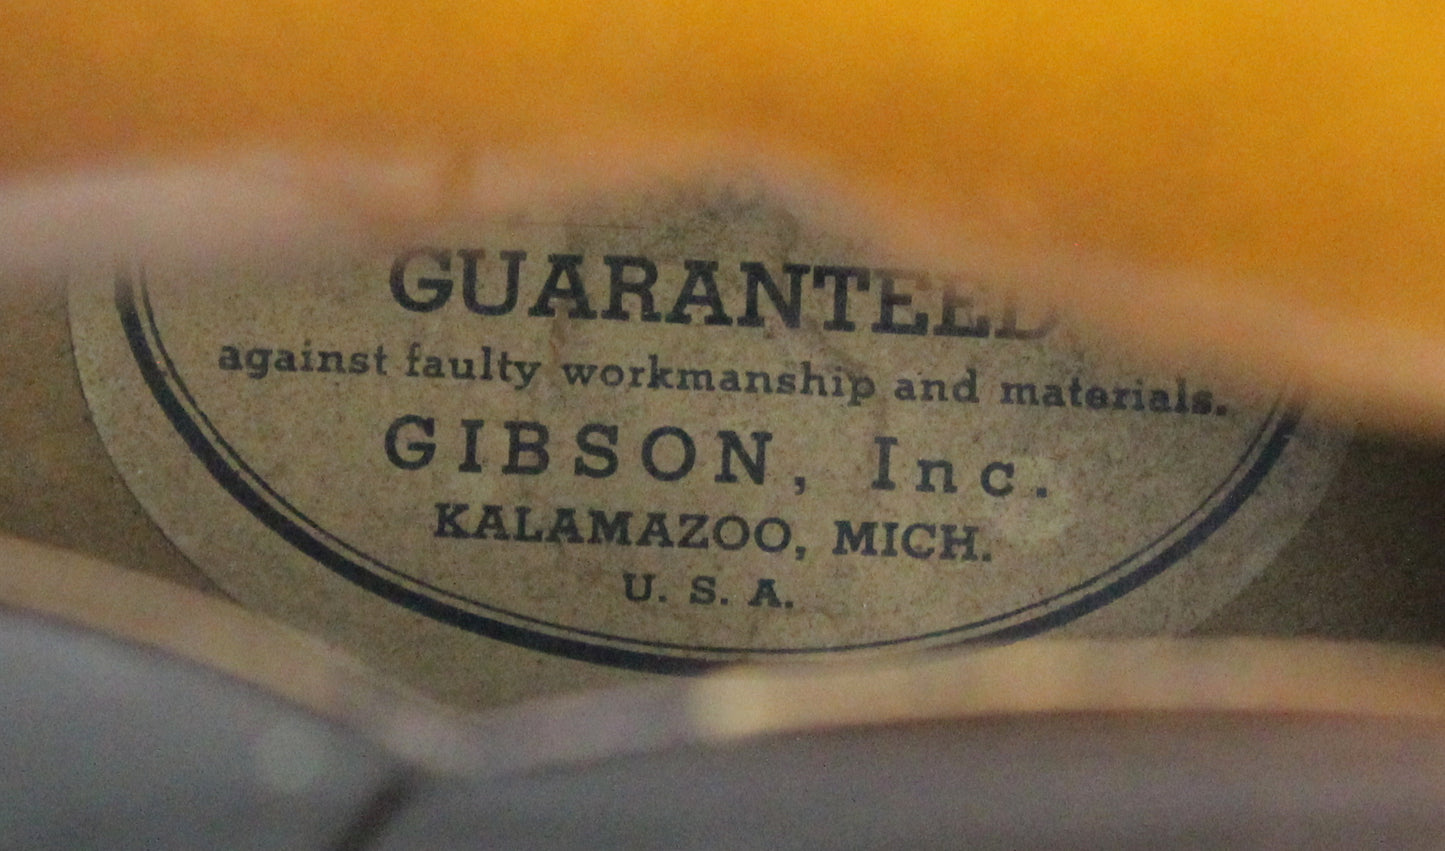 GUARANTEED
against faulty workmanship and materials.
GIBSON, Inc.
KALAMAZOO, MICH.
U. S. A.